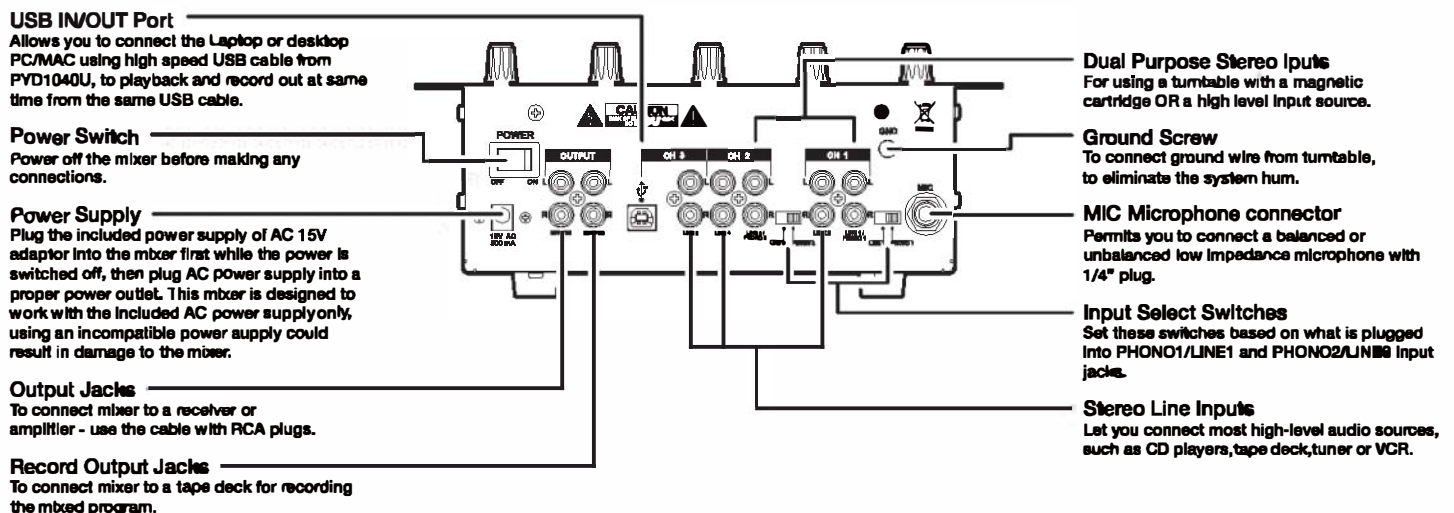 USB IN/OUT Port
Allows you to connect the Laptop or desktop
PC/MAC using high speed USB cable from
PYD1040U, to playback and record out at same
time from the same USB cable.
Power Switch
Power off the mixer before making any
connections.
Power Supply
Plug the included power supply of AC 15V
adaptor into the mixer first while the power is
switched off, then plug AC power supply into a
proper power outlet. This mixer is designed to
work with the included AC power supply only,
using an incompatible power supply could
result in damage to the mixer.
Output Jacks
To connect mixer to a receiver or
amplifier - use the cable with RCA plugs.
Record Output Jacks
To connect mixer to a tape deck for recording
the mixed program.
CAUTION
POWER
OFF ON
15V AC
OUTPUT
CH 3
CH 2
CH 1
L L L L L
R R R R
GND
MIC
Dual Purpose Stereo Iputs
For using a turntable with a magnetic
cartridge OR a high level input source.
Ground Screw
To connect ground wire from turntable,
to eliminate the system hum.
MIC Microphone connector
Permits you to connect a balanced or
unbalanced low impedance microphone with
1/4" plug.
Input Select Switches
Set these switches based on what is plugged
into PHONO1/LINE1 and input
jacks.
Stereo Line Inputs
Let you connect most high-level audio sources,
such as CD players,tape deck,tuner or VCR.